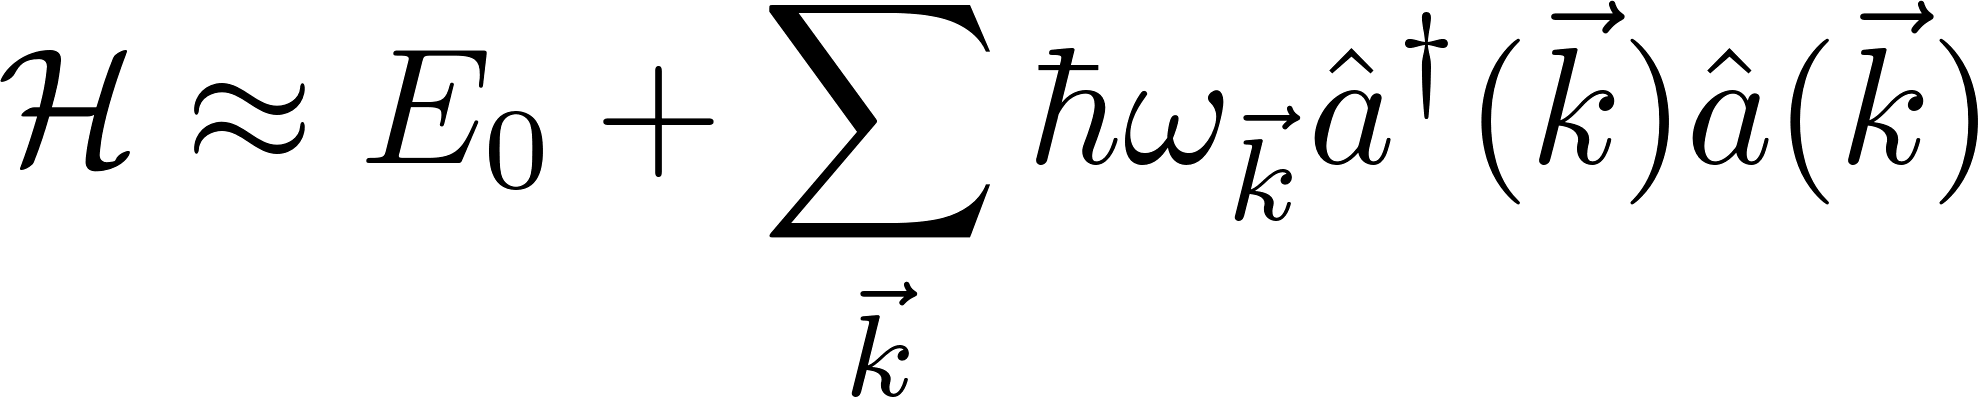 ℋ ≈ E₀ + ∑_{k⃗} ħω_{k⃗} â†(k⃗) â(k⃗)